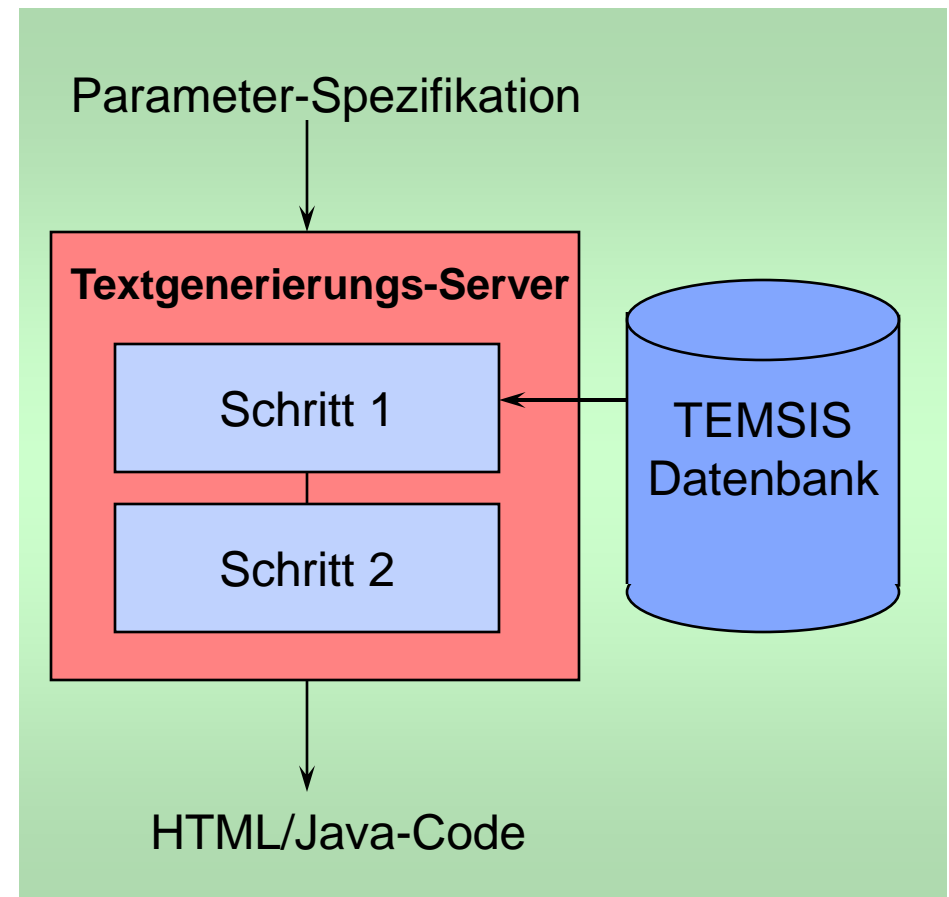 Parameter-Spezifikation
Textgenerierungs-Server
Schritt 1
TEMSIS
Datenbank
Schritt 2
HTML/Java-Code